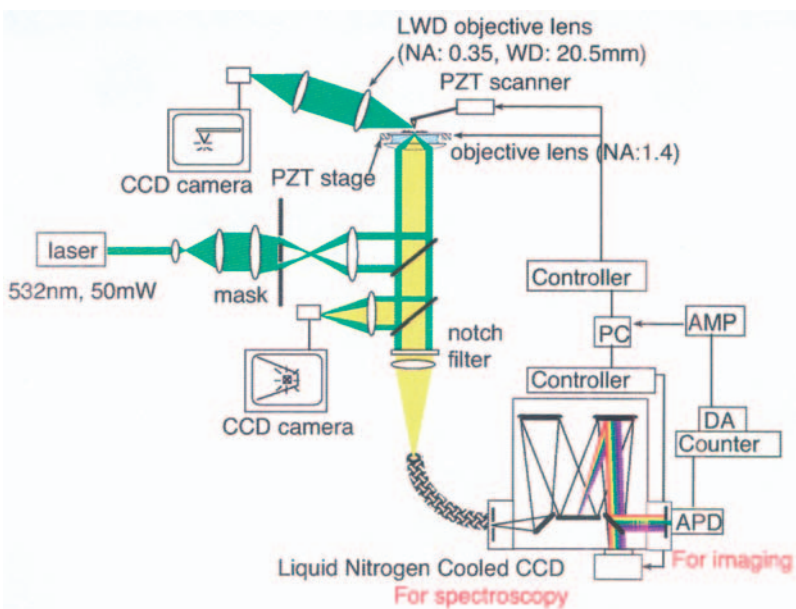 LWD objective lens
(NA: 0.35, WD: 20.5mm)
PZT scanner
CCD camera
PZT stage
objective lens (NA:1.4)
laser
532nm, 50mW
mask
Controller
PC
AMP
notch
filter
Controller
CCD camera
DA
Counter
APD
Liquid Nitrogen Cooled CCD
For imaging
For spectroscopy